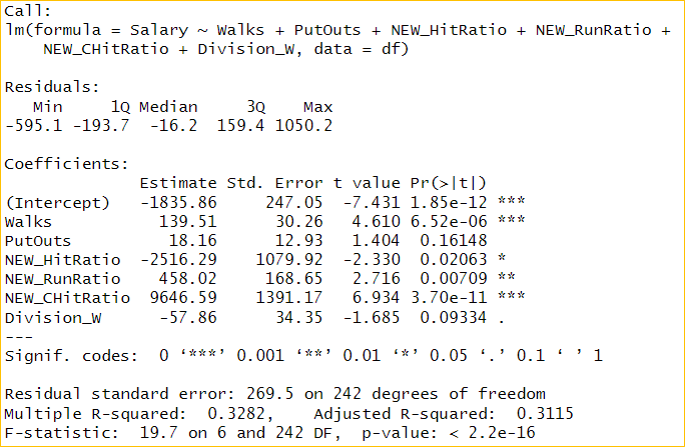 Call:
lm(formula = Salary ~ Walks + PutOuts + NEW_HitRatio + NEW_RunRatio +
    NEW_CHitRatio + Division_W, data = df)
Residuals:
   Min     1Q Median     3Q    Max
-595.1 -193.7  -16.2  159.4 1050.2
Coefficients:
              Estimate Std. Error t value Pr(>|t|)
(Intercept)   -1835.86     247.05  -7.431 1.85e-12 ***
Walks           139.51      30.26   4.610 6.52e-06 ***
PutOuts          18.16      12.93   1.404  0.16148
NEW_HitRatio  -2516.29    1079.92  -2.330  0.02063 *
NEW_RunRatio    458.02     168.65   2.716  0.00709 **
NEW_CHitRatio  9646.59    1391.17   6.934 3.70e-11 ***
Division_W      -57.86      34.35  -1.685  0.09334 .
---
Signif. codes:  0 ‘***’ 0.001 ‘**’ 0.01 ‘*’ 0.05 ‘.’ 0.1 ‘ ’ 1
Residual standard error: 269.5 on 242 degrees of freedom
Multiple R-squared:  0.3282,    Adjusted R-squared:  0.3115
F-statistic:  19.7 on 6 and 242 DF,  p-value: < 2.2e-16